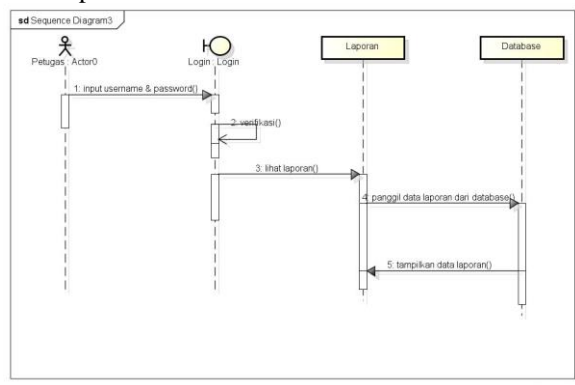 sd Sequence Diagram3
Petugas : Actor0
Login : Login
Laporan
Database
1: input username & password()
2: verifikasi()
3: lihat laporan()
4: panggil data laporan dari database()
5: tampilkan data laporan()